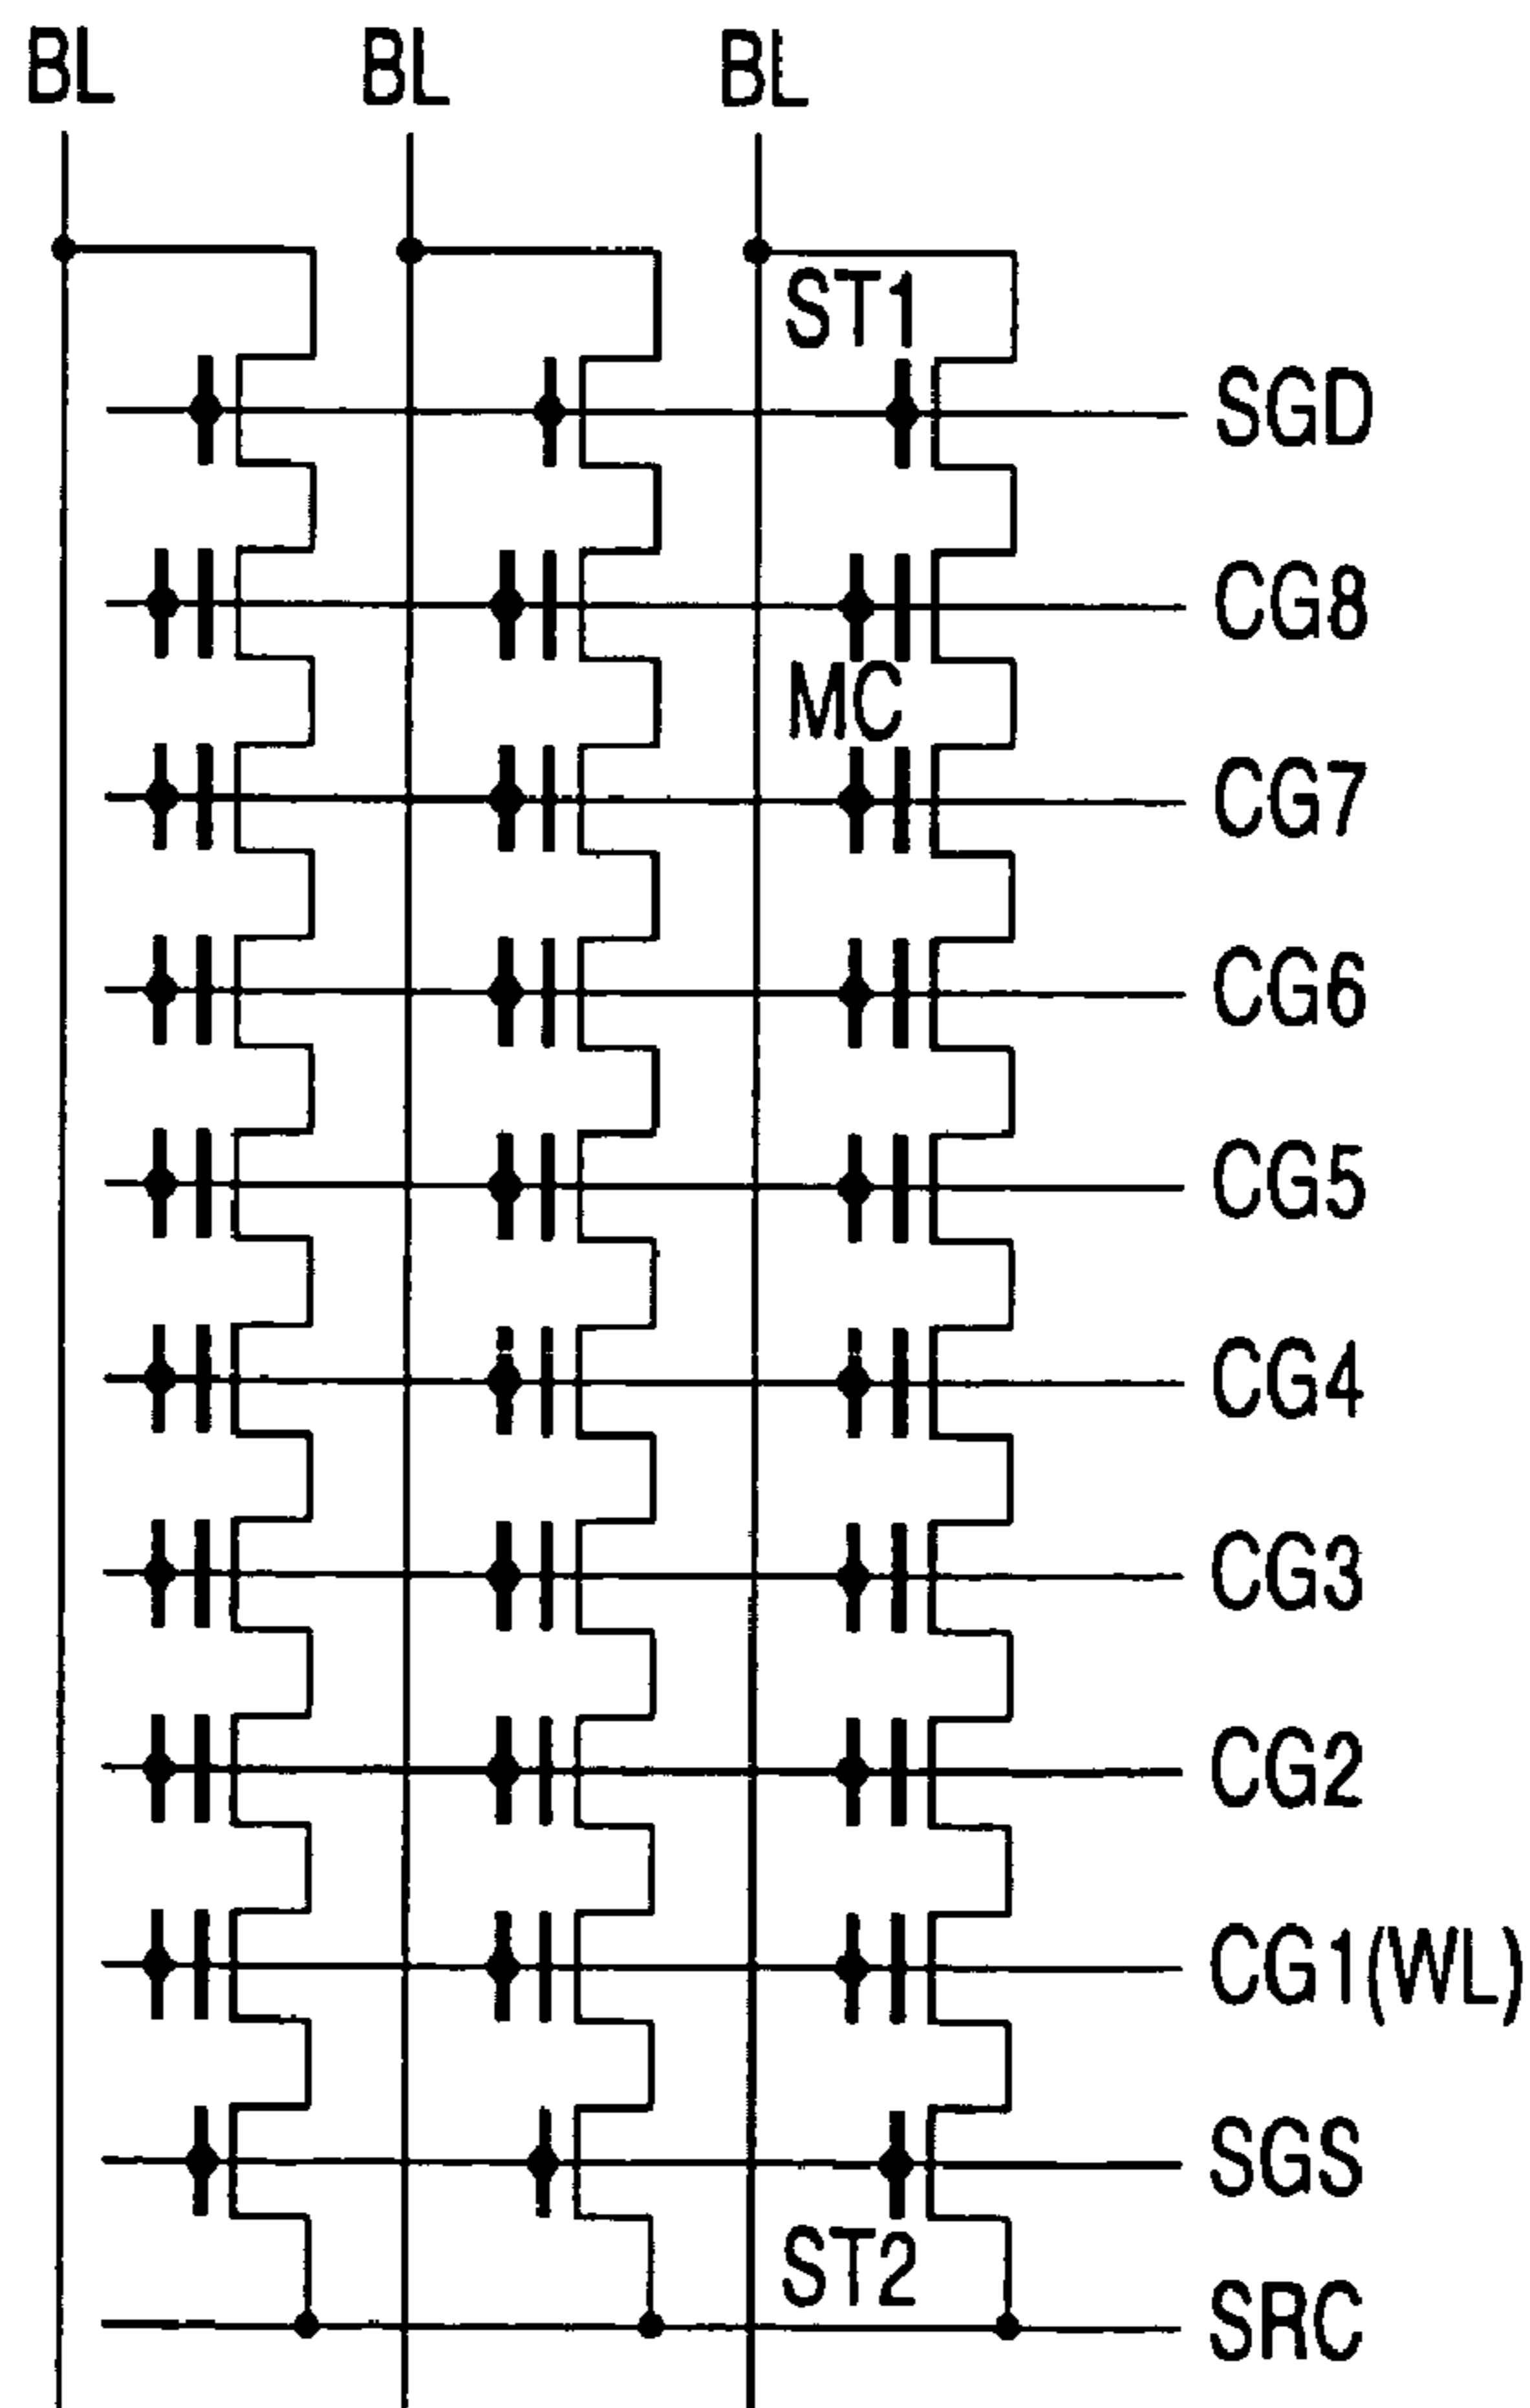 BL BL BL
ST1
SGD
CG8
MC
CG7
CG6
CG5
CG4
CG3
CG2
CG1(WL)
SGS
ST2
SRC